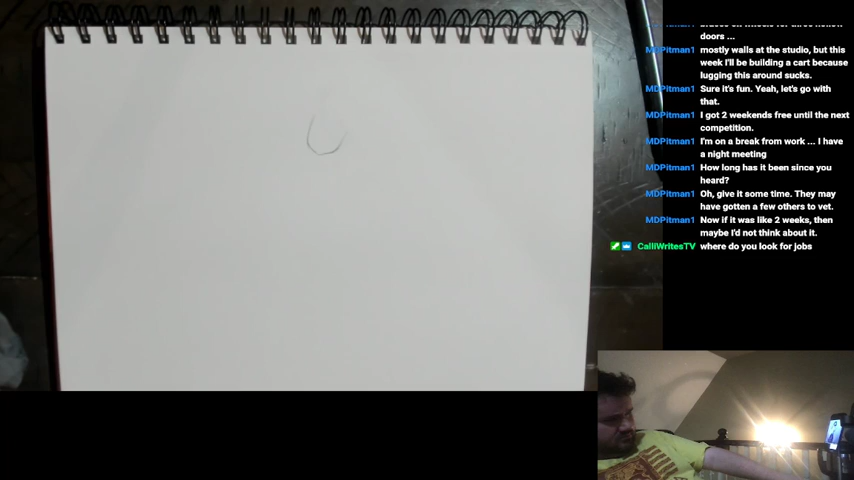 doors ...
MDPitman1 mostly walls at the studio, but this
week I'll be building a cart because
lugging this around sucks.
MDPitman1 Sure it's fun. Yeah, let's go with
that.
MDPitman1 I got 2 weekends free until the next
competition.
MDPitman1 I'm on a break from work ... I have
a night meeting
MDPitman1 How long has it been since you
heard?
MDPitman1 Oh, give it some time. They may
have gotten a few others to vet.
MDPitman1 Now if it was like 2 weeks, then
maybe I'd not think about it.
CalliWritesTV where do you look for jobs